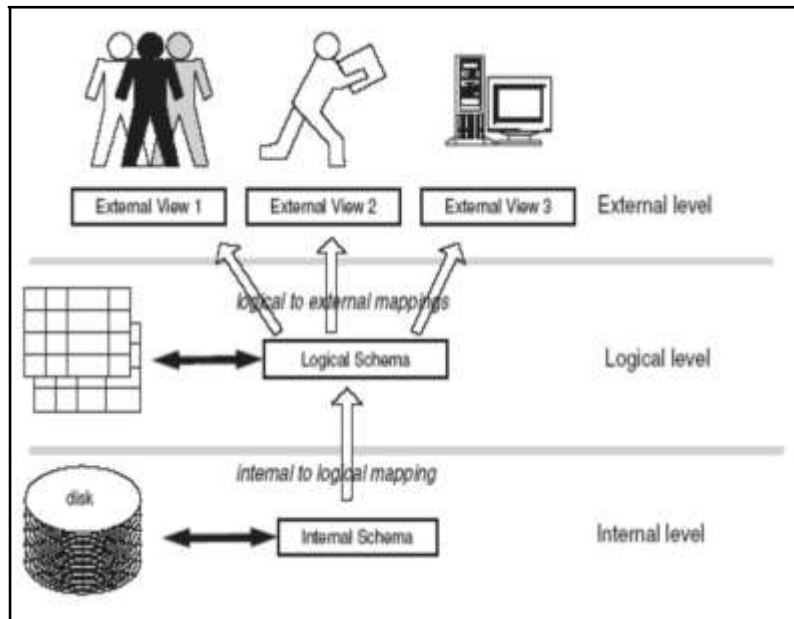 External View 1
External View 2
External View 3
External level
logical to external mappings
Logical Schema
Logical level
internal to logical mapping
disk
Internal Schema
Internal level